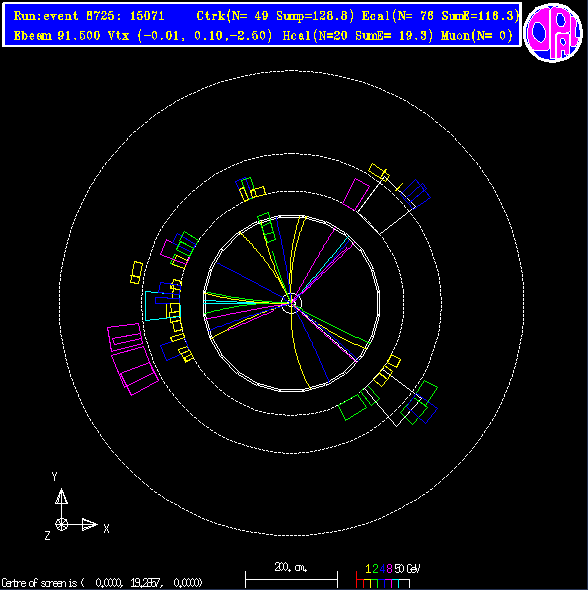 Run:event 8725: 15071 Ctrk(N= 49 Sump=128.8) Ecal(N= 76 SumE=118.3)
Ebeam 91.500 Vtx (-0.01, 0.10,-2.50) Hcal(N=20 SumE= 19.3) Muon(N= 0)
OPAL
Y
X
Z
200. cm.
1 2 4 8 50 GeV
Centre of screen is ( 0.0000, 19.2857, 0.0000)